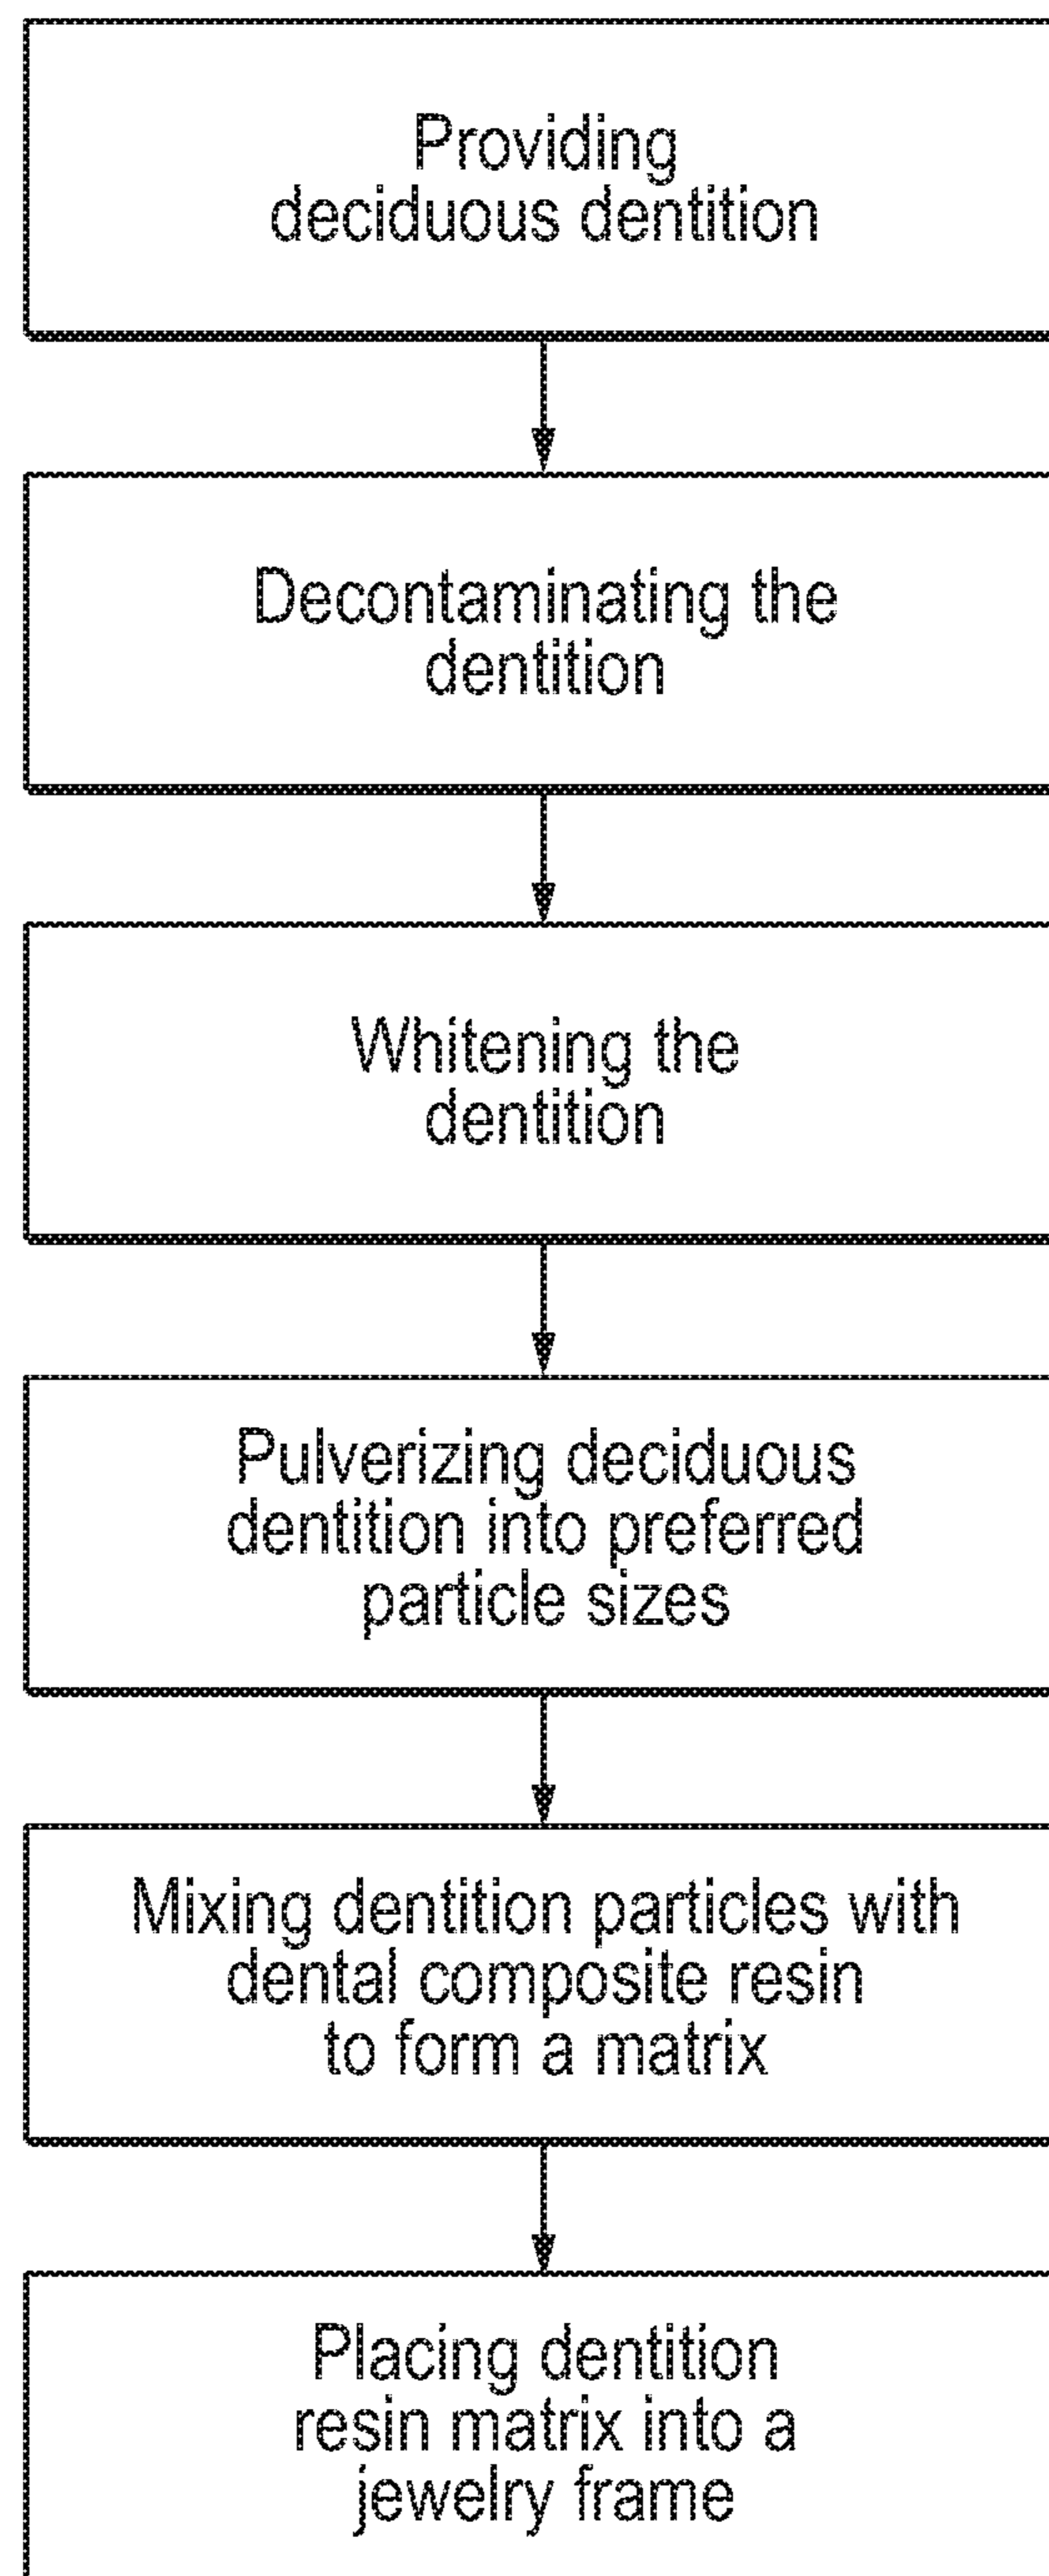 Providing
deciduous dentition
Decontaminating the
dentition
Whitening the
dentition
Pulverizing deciduous
dentition into preferred
particle sizes
Mixing dentition particles with
dental composite resin
to form a matrix
Placing dentition
resin matrix into a
jewelry frame